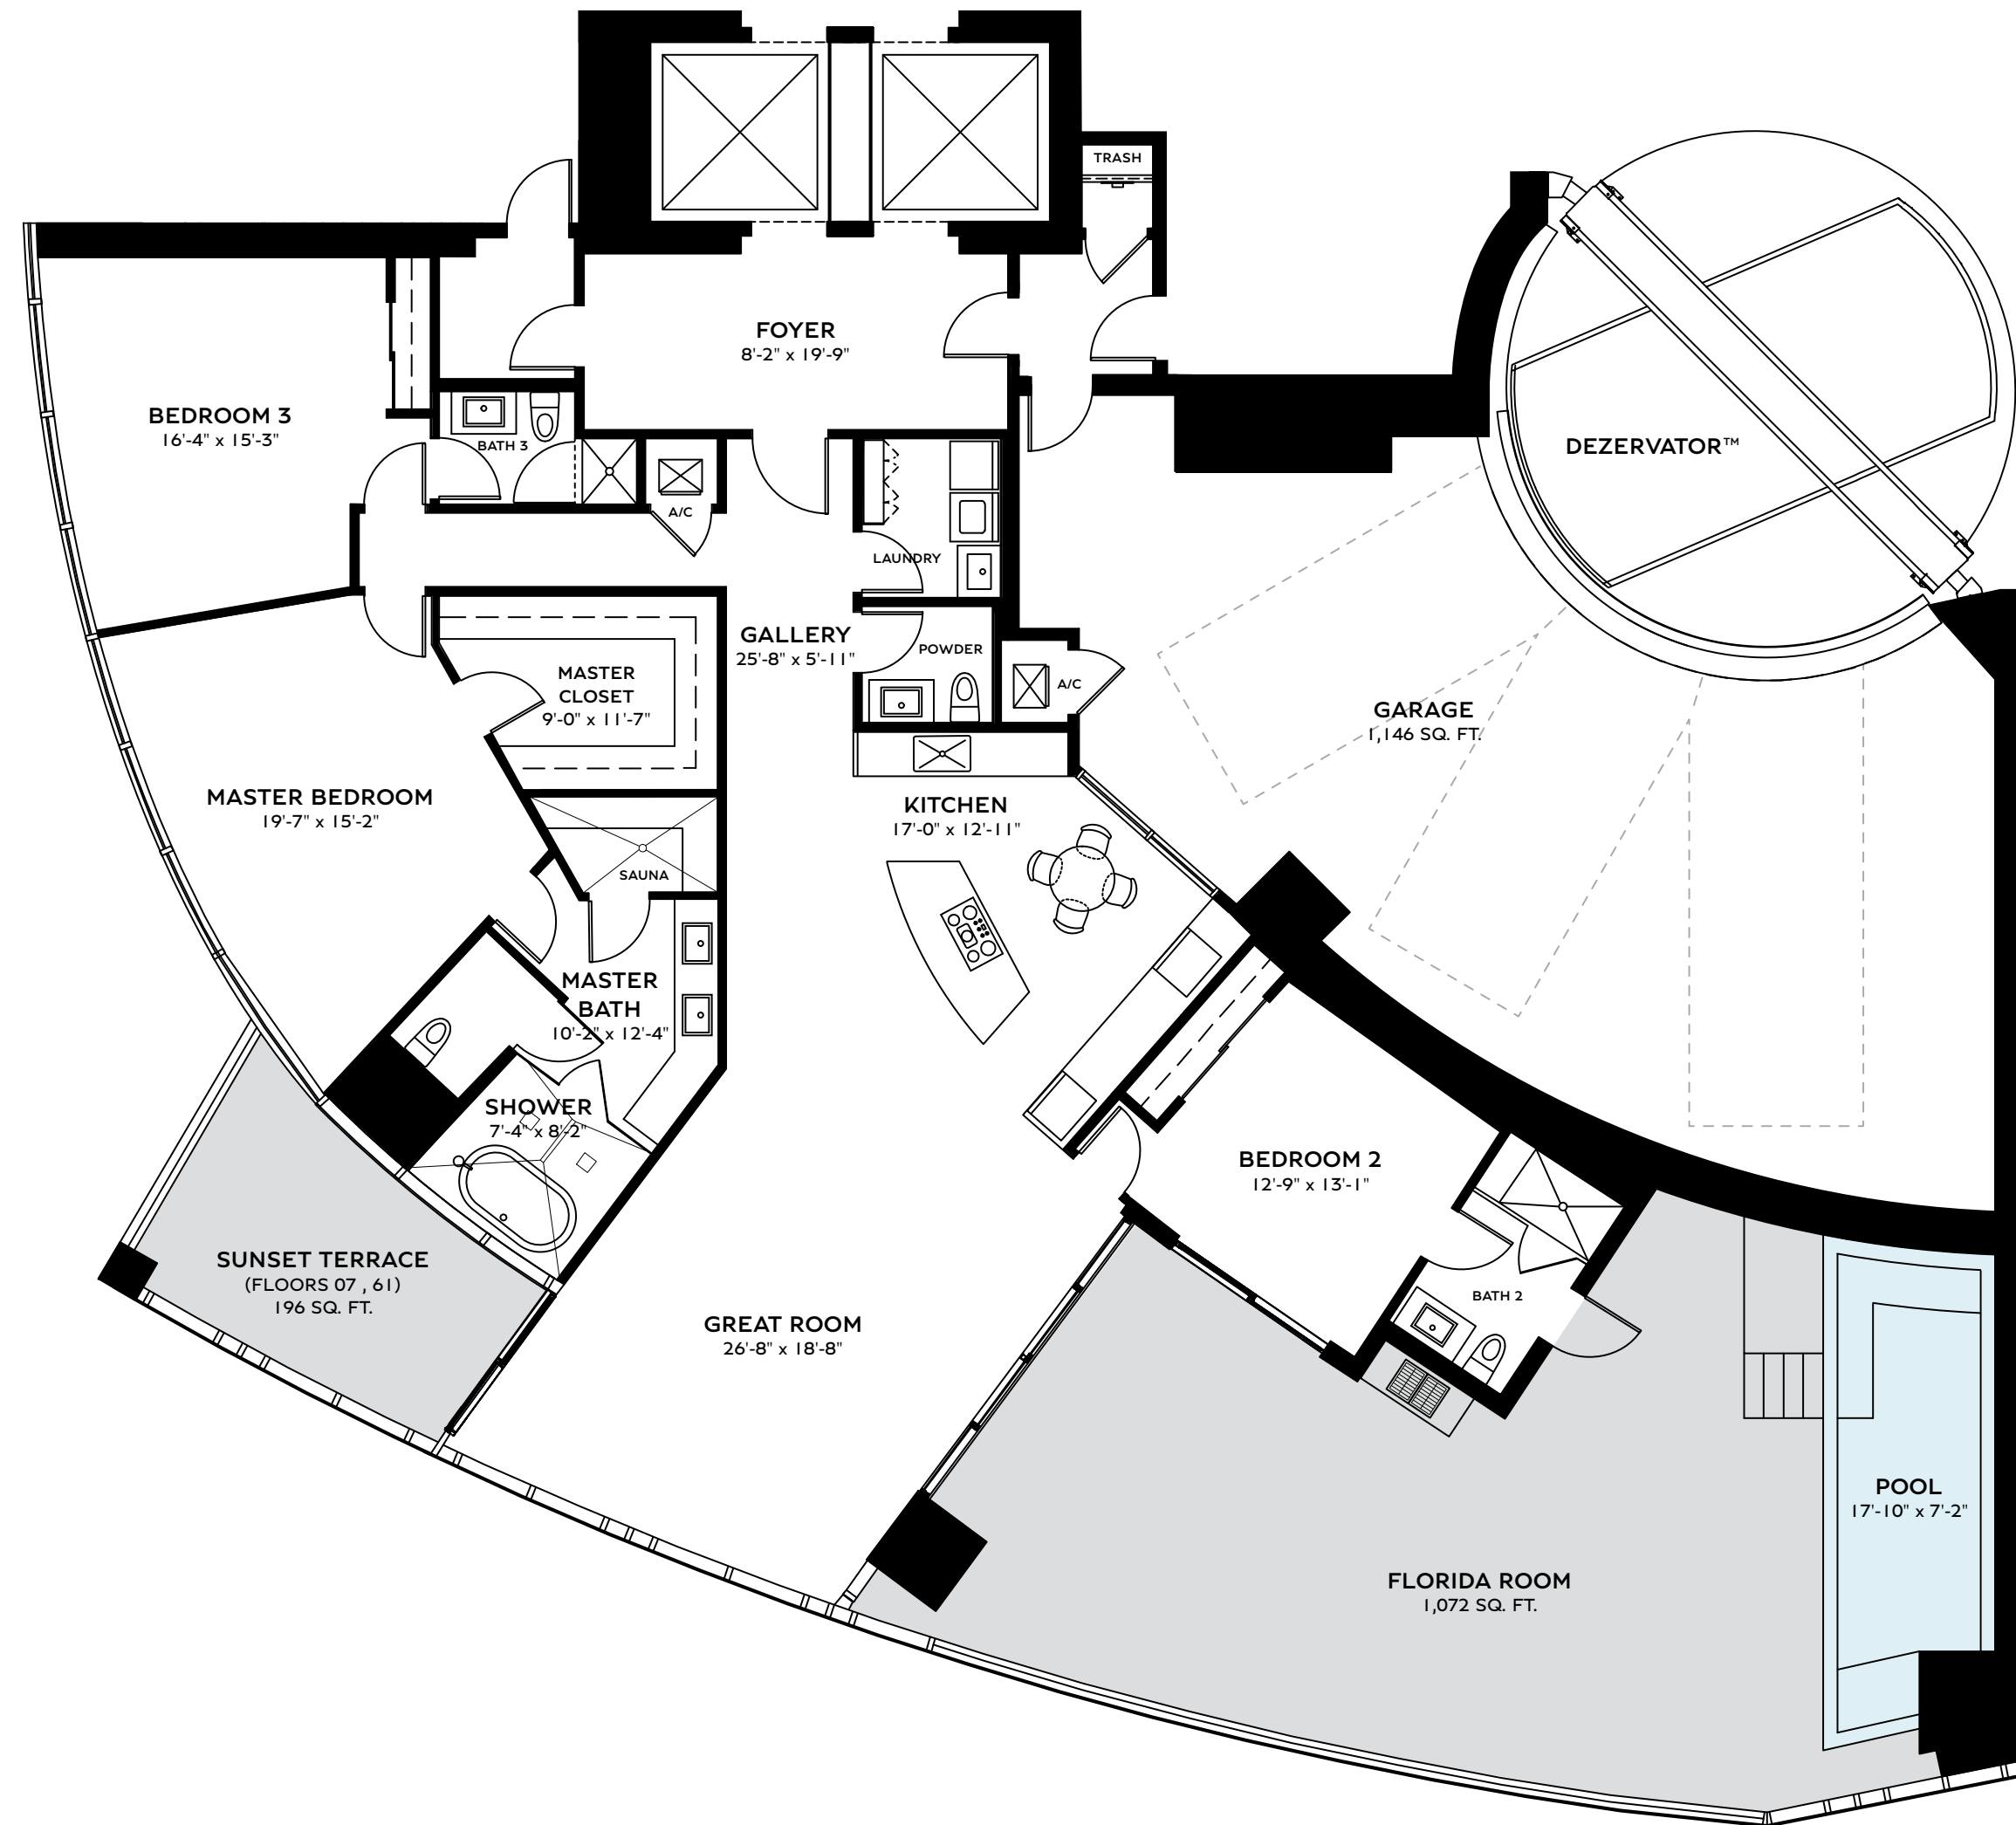 TRASH
FOYER
8'-2" x 19'-9"
BEDROOM 3
16'-4" x 15'-3"
BATH 3
A/C
DEZERVATOR™
LAUNDRY
GALLERY
25'-8" x 5'-11"
POWDER
A/C
MASTER
CLOSET
9'-0" x 11'-7"
GARAGE
1,146 SQ. FT.
MASTER BEDROOM
19'-7" x 15'-2"
KITCHEN
17'-0" x 12'-11"
SAUNA
MASTER
BATH
10'-2" x 12'-4"
SHOWER
7'-4" x 8'-2"
BEDROOM 2
12'-9" x 13'-1"
SUNSET TERRACE
(FLOORS 07 , 61)
196 SQ. FT.
BATH 2
GREAT ROOM
26'-8" x 18'-8"
POOL
17'-10" x 7'-2"
FLORIDA ROOM
1,072 SQ. FT.